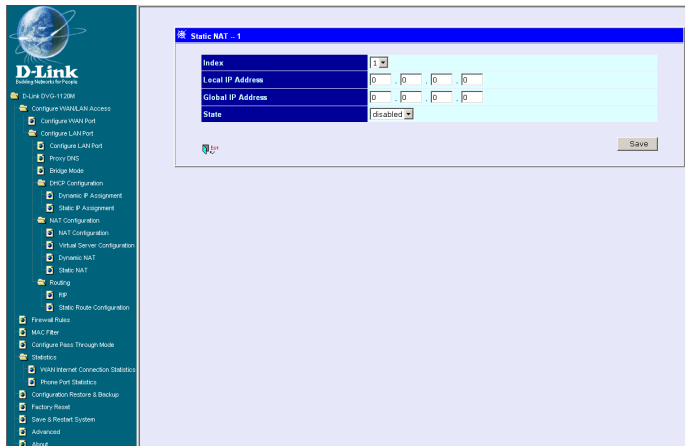 D-Link
Building Networks for People
D-Link DVG-1120M
Configure WAN/LAN Access
Configure WAN Port
Configure LAN Port
Configure LAN Port
Proxy DNS
Bridge Mode
DHCP Configuration
Dynamic IP Assignment
Static IP Assignment
NAT Configuration
NAT Configuration
Virtual Server Configuration
Dynamic NAT
Static NAT
Routing
RIP
Static Route Configuration
Firewall Rules
MAC Filter
Configure Pass Through Mode
Statistics
WAN Internet Connection Statistics
Phone Port Statistics
Configuration Restore & Backup
Factory Reset
Save & Restart System
Advanced
About
Static NAT -- 1
Index 1
Local IP Address 0 . 0 . 0 . 0
Global IP Address 0 . 0 . 0 . 0
State disabled
Exit
Save